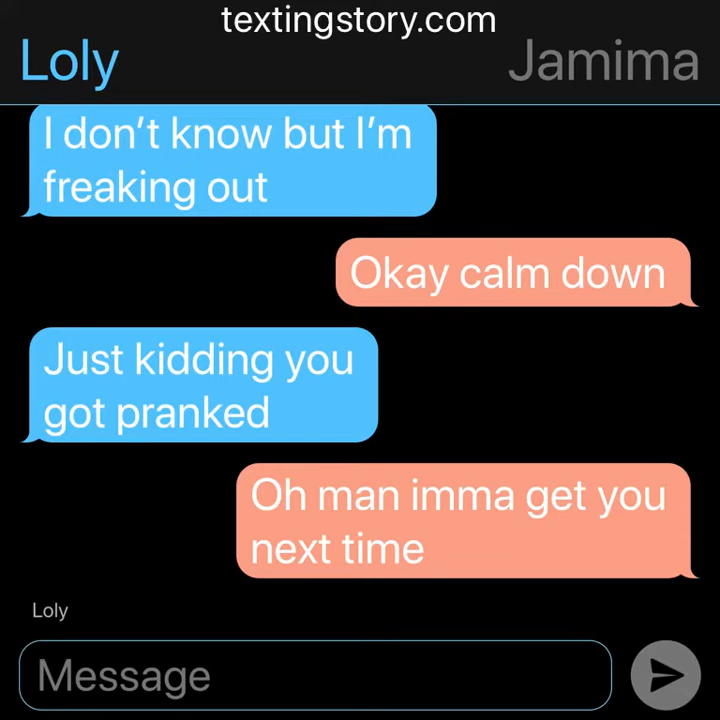 textingstory.com
Loly
Jamima
I don’t know but I’m
freaking out
Okay calm down
Just kidding you
got pranked
Oh man imma get you
next time
Loly
Message